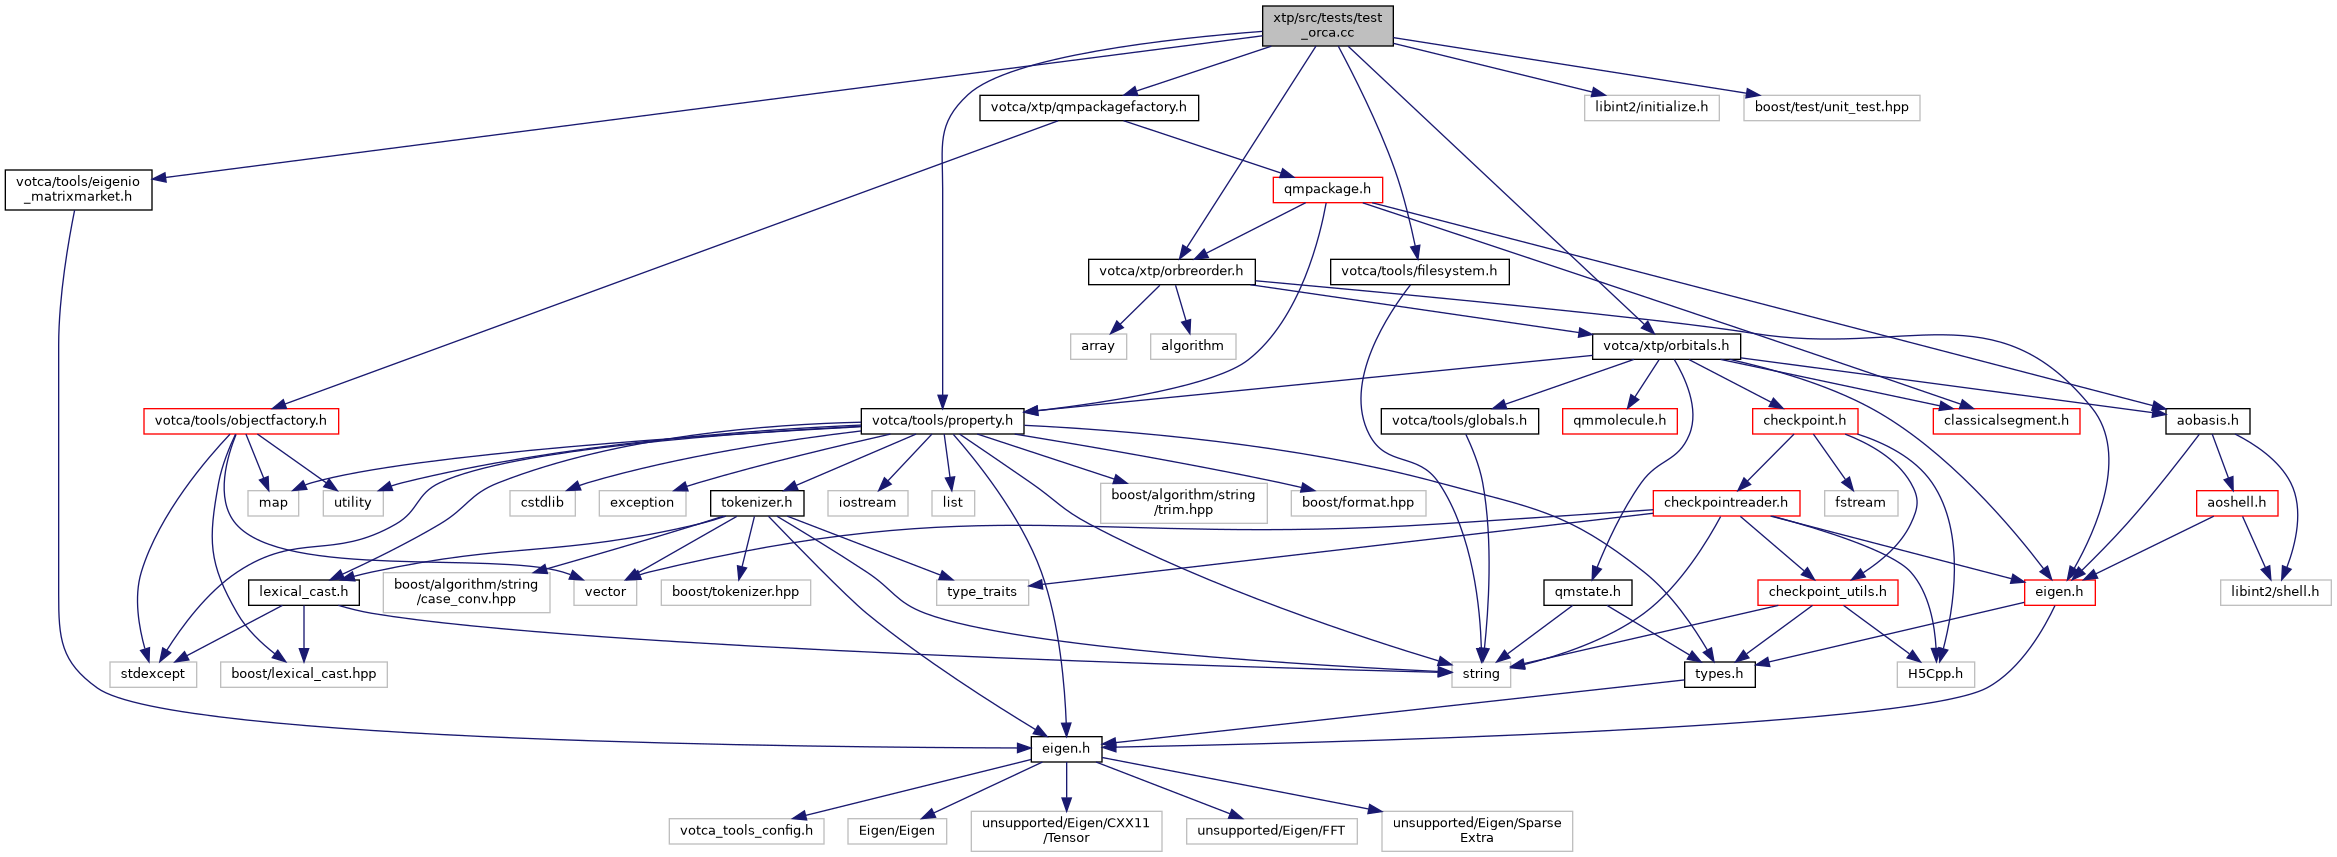 xtp/src/tests/test
_orca.cc
votca/xtp/qmpackagefactory.h
libint2/initialize.h
boost/test/unit_test.hpp
votca/tools/eigenio
_matrixmarket.h
qmpackage.h
votca/xtp/orbreorder.h
votca/tools/filesystem.h
array
algorithm
votca/xtp/orbitals.h
votca/tools/objectfactory.h
votca/tools/property.h
votca/tools/globals.h
qmmolecule.h
checkpoint.h
classicalsegment.h
aobasis.h
map
utility
cstdlib
exception
tokenizer.h
iostream
list
boost/algorithm/string
/trim.hpp
boost/format.hpp
checkpointreader.h
fstream
aoshell.h
lexical_cast.h
boost/algorithm/string
/case_conv.hpp
vector
boost/tokenizer.hpp
type_traits
qmstate.h
checkpoint_utils.h
eigen.h
libint2/shell.h
stdexcept
boost/lexical_cast.hpp
string
types.h
H5Cpp.h
eigen.h
votca_tools_config.h
Eigen/Eigen
unsupported/Eigen/CXX11
/Tensor
unsupported/Eigen/FFT
unsupported/Eigen/Sparse
Extra